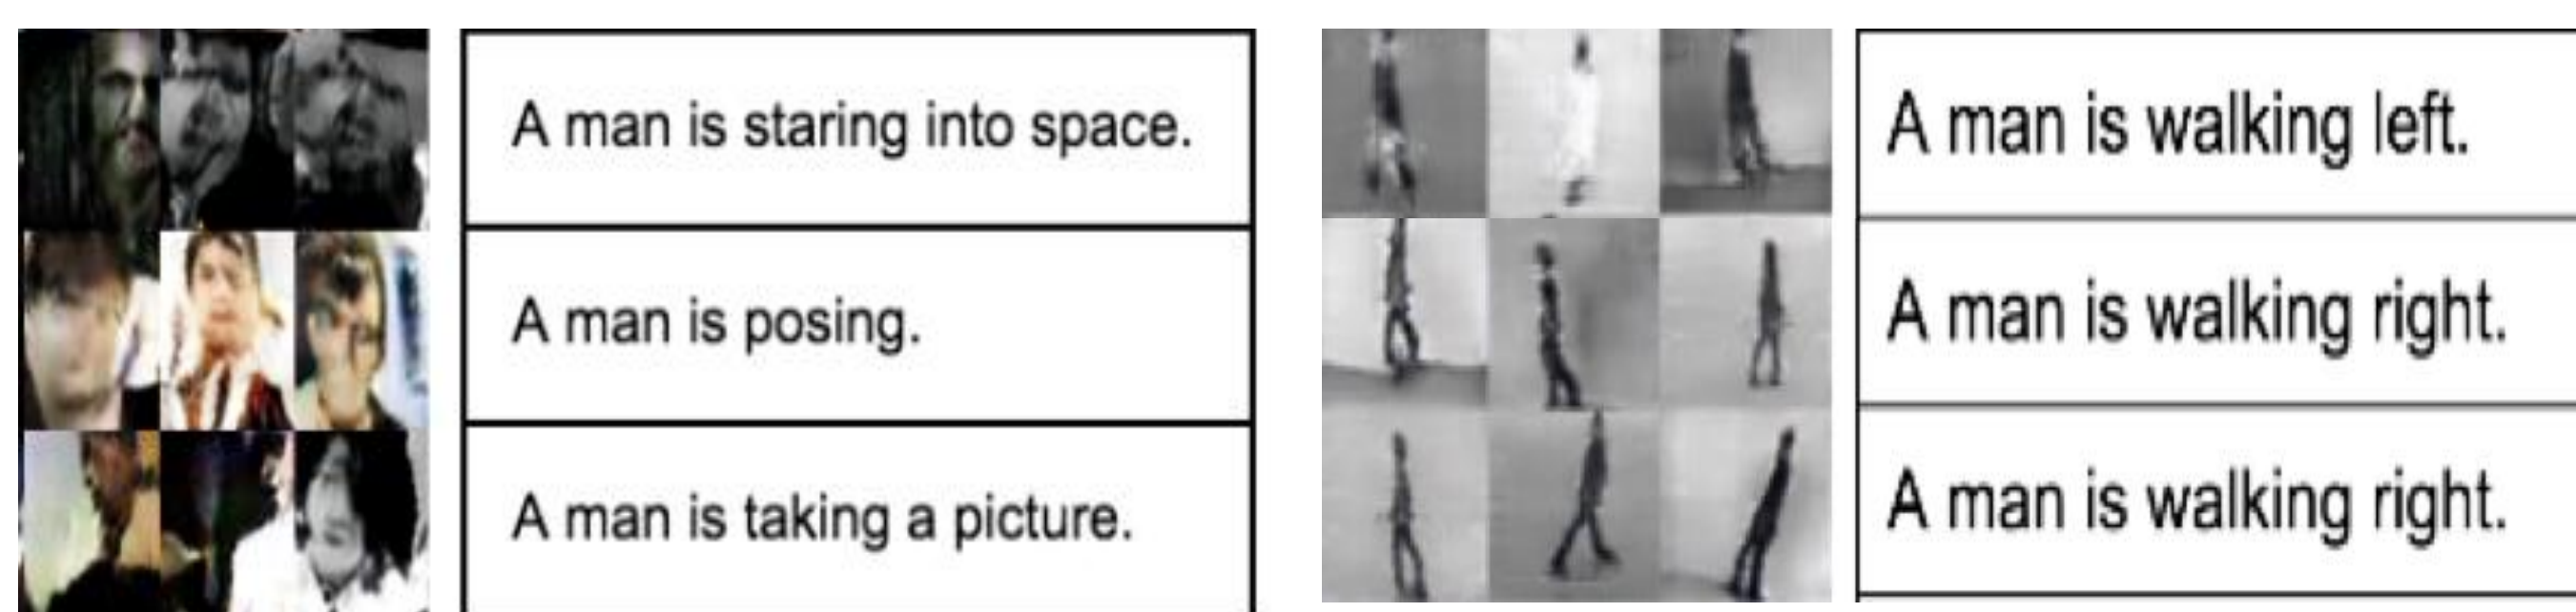 A man is staring into space.
A man is posing.
A man is taking a picture.
A man is walking left.
A man is walking right.
A man is walking right.